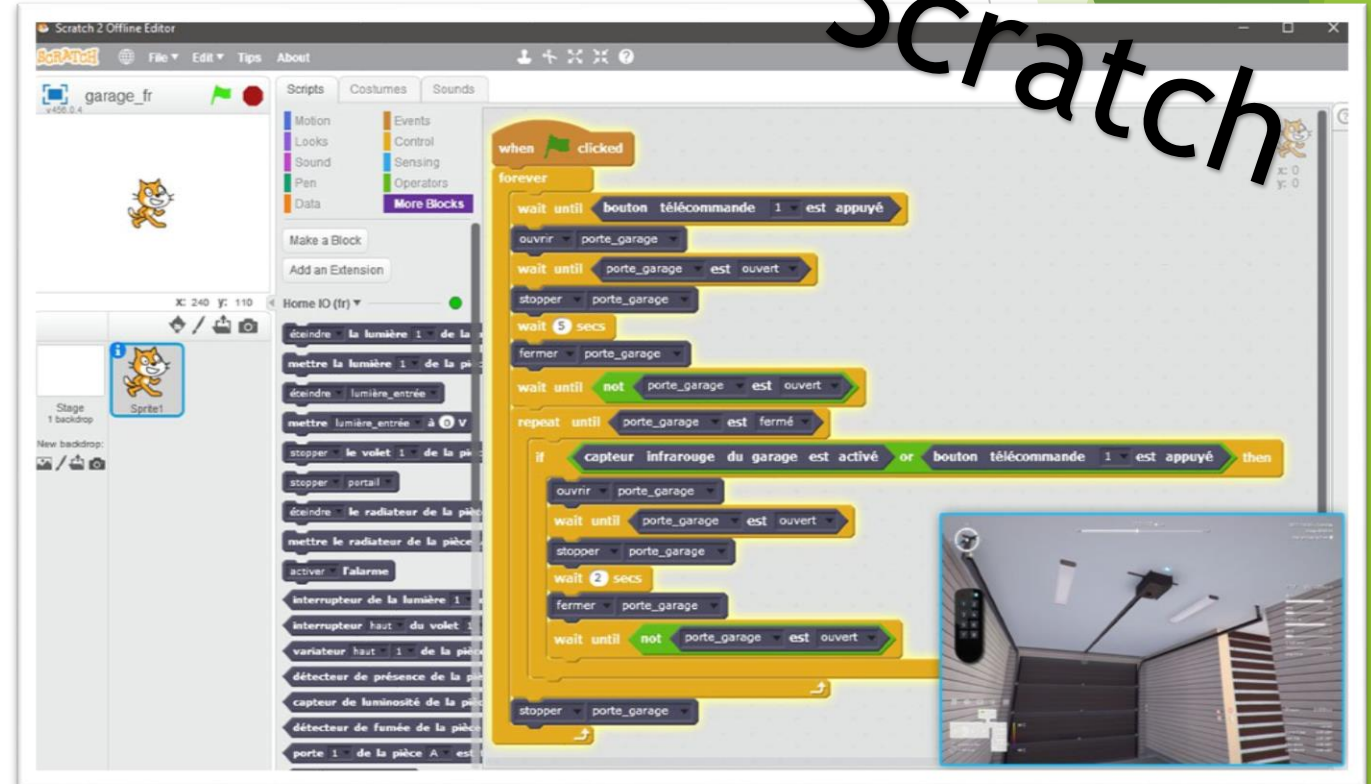 Scratch
Scratch 2 Offline Editor
SCRATCH File Edit Tips About
garage_fr
v456.0.4
Scripts Costumes Sounds
Motion Events
Looks Control
Sound Sensing
Pen Operators
Data More Blocks
Make a Block
Add an Extension
Home IO (fr)
éteindre la lumière 1 de la
mettre la lumière 1 de la pi
éteindre lumière_entrée
mettre lumière_entrée à 0 V
stopper le volet 1 de la pi
stopper portail
éteindre le radiateur de la
mettre le radiateur de la pièce
activer l'alarme
interrupteur de la lumière 1
interrupteur haut du volet 1
variateur haut 1 de la
détecteur de présence de la
capteur de luminosité de la
détecteur de fumée de la
porte 1 de la pièce A est
x: 240 y: 110
Stage
1 backdrop
Sprite1
New backdrop:
x: 0
y: 0
when clicked
forever
wait until bouton télécommande 1 est appuyé
ouvrir porte_garage
wait until porte_garage est ouvert
stopper porte_garage
wait 5 secs
fermer porte_garage
wait until not porte_garage est ouvert
repeat until porte_garage est fermé
if capteur infrarouge du garage est activé or bouton télécommande 1 est appuyé then
ouvrir porte_garage
wait until porte_garage est ouvert
stopper porte_garage
wait 2 secs
fermer porte_garage
wait until not porte_garage est ouvert
stopper porte_garage